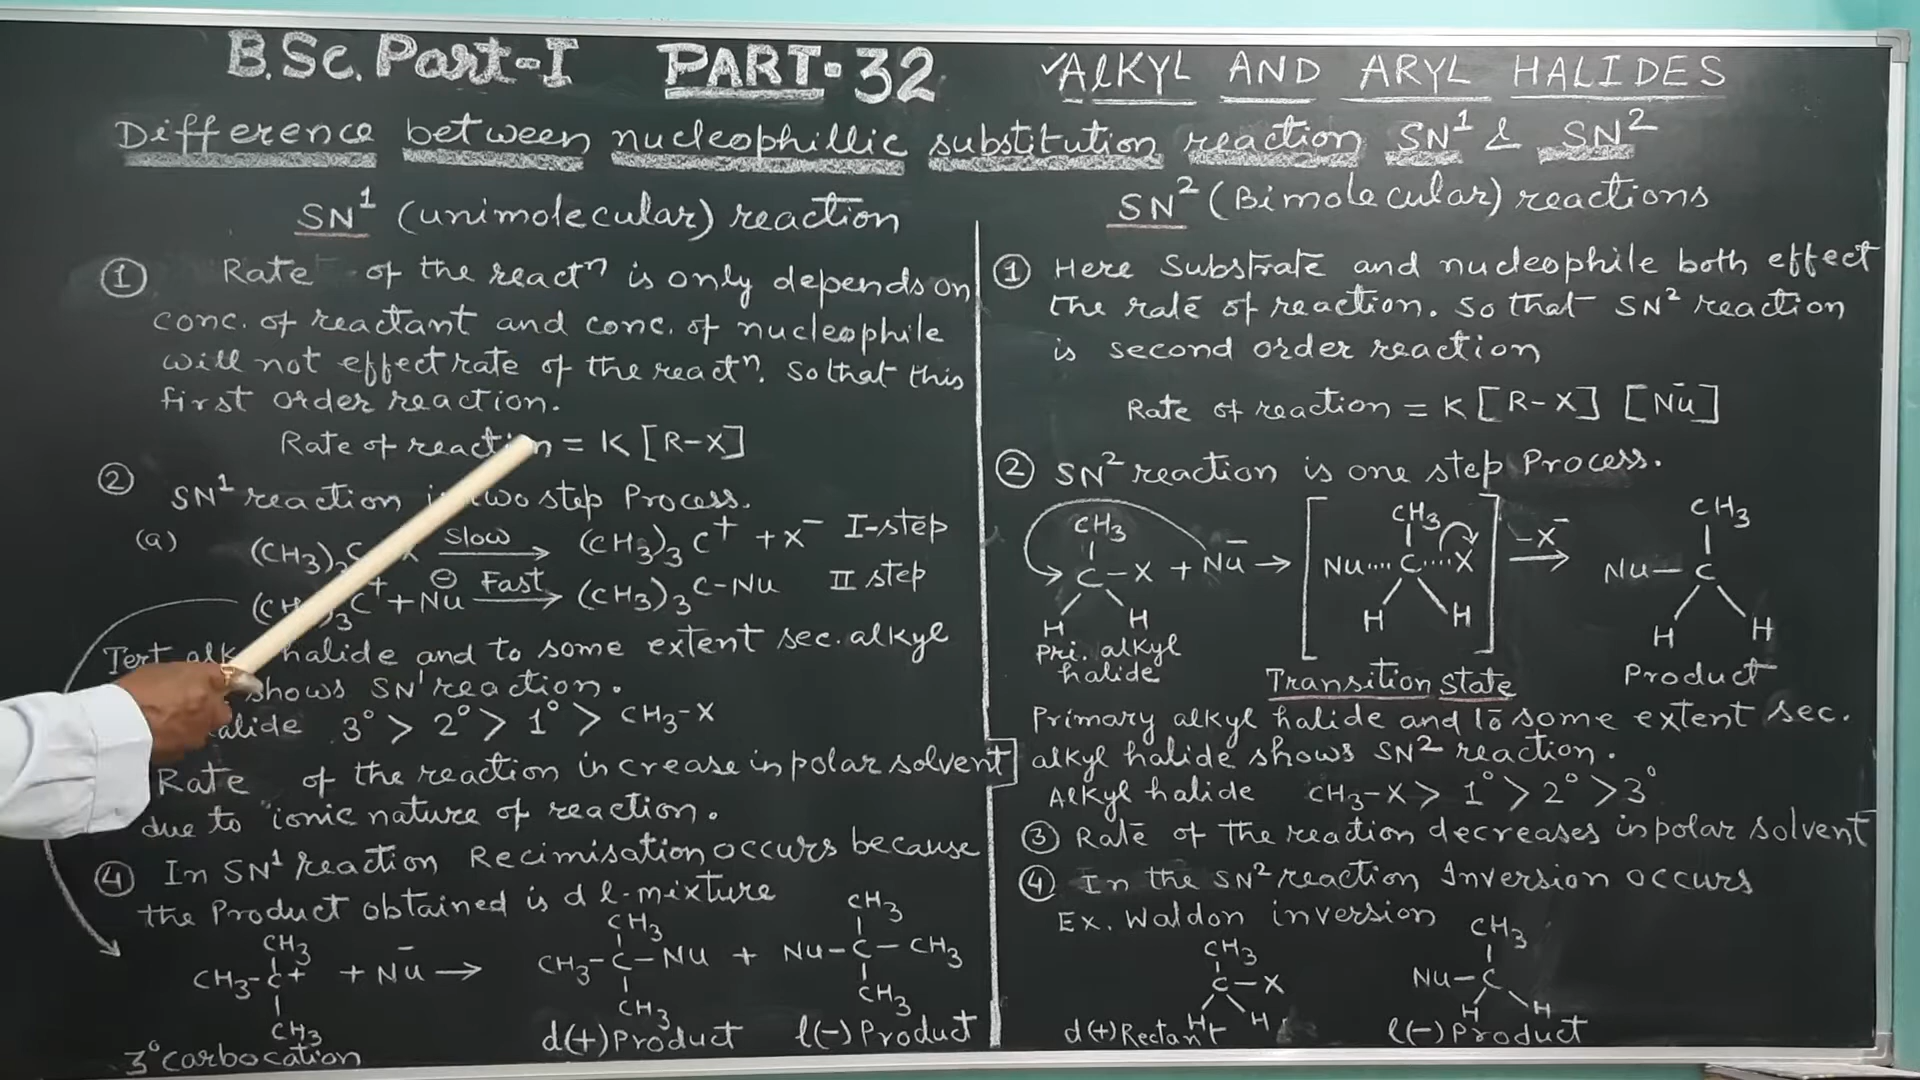 B.Sc. Part-I PART-32 ✓ALKYL AND ARYL HALIDES
Difference between nucleophillic substitution reaction SN¹ & SN²
SN¹ (unimolecular) reaction
① Rate of the reactⁿ is only depends on
conc. of reactant and conc. of nucleophile
will not effect rate of the reactⁿ. So that this
first order reaction.
Rate of reaction = K [R-X]
② SN¹ reaction two step Process.
(a) (CH₃) Slow→ (CH₃)₃C⁺ + X⁻ I-step
₃C⁺ + Nu⊖ Fast→ (CH₃)₃C-Nu II step
Tert halide and to some extent sec. alkyl
shows SN¹ reaction.
3° > 2° > 1° > CH₃-X
Rate of the reaction increase in polar solvent
due to ionic nature of reaction.
④ In SN¹ reaction Recimisation occurs because
the Product obtained is d l-mixture
CH₃ CH₃ CH₃
CH₃-C+ + Nu⁻ → CH₃-C-NU + Nu-C-CH₃
CH₃ CH₃ CH₃
3° carbocation d(+)Product l(-)Product
SN² (Bimolecular) reactions
① Here Substrate and nucleophile both effect
the rate of reaction. So that SN² reaction
is second order reaction
Rate of reaction = K [R-X] [Nu⁻]
② SN² reaction is one step Process.
CH₃ CH₃ CH₃
C-X + Nu⁻ → [Nu....C....X] -X⁻→ Nu-C
H H H H H H
Pri. alkyl halide Transition State Product
Primary alkyl halide and to some extent sec.
alkyl halide shows SN² reaction.
Alkyl halide CH₃-X > 1° > 2° > 3°
③ Rate of the reaction decreases in polar solvent
④ In the SN² reaction Inversion occurs
Ex. Waldon inversion
CH₃ CH₃
C-X Nu-C
H H H H
d(+)Rectant l(-)Product